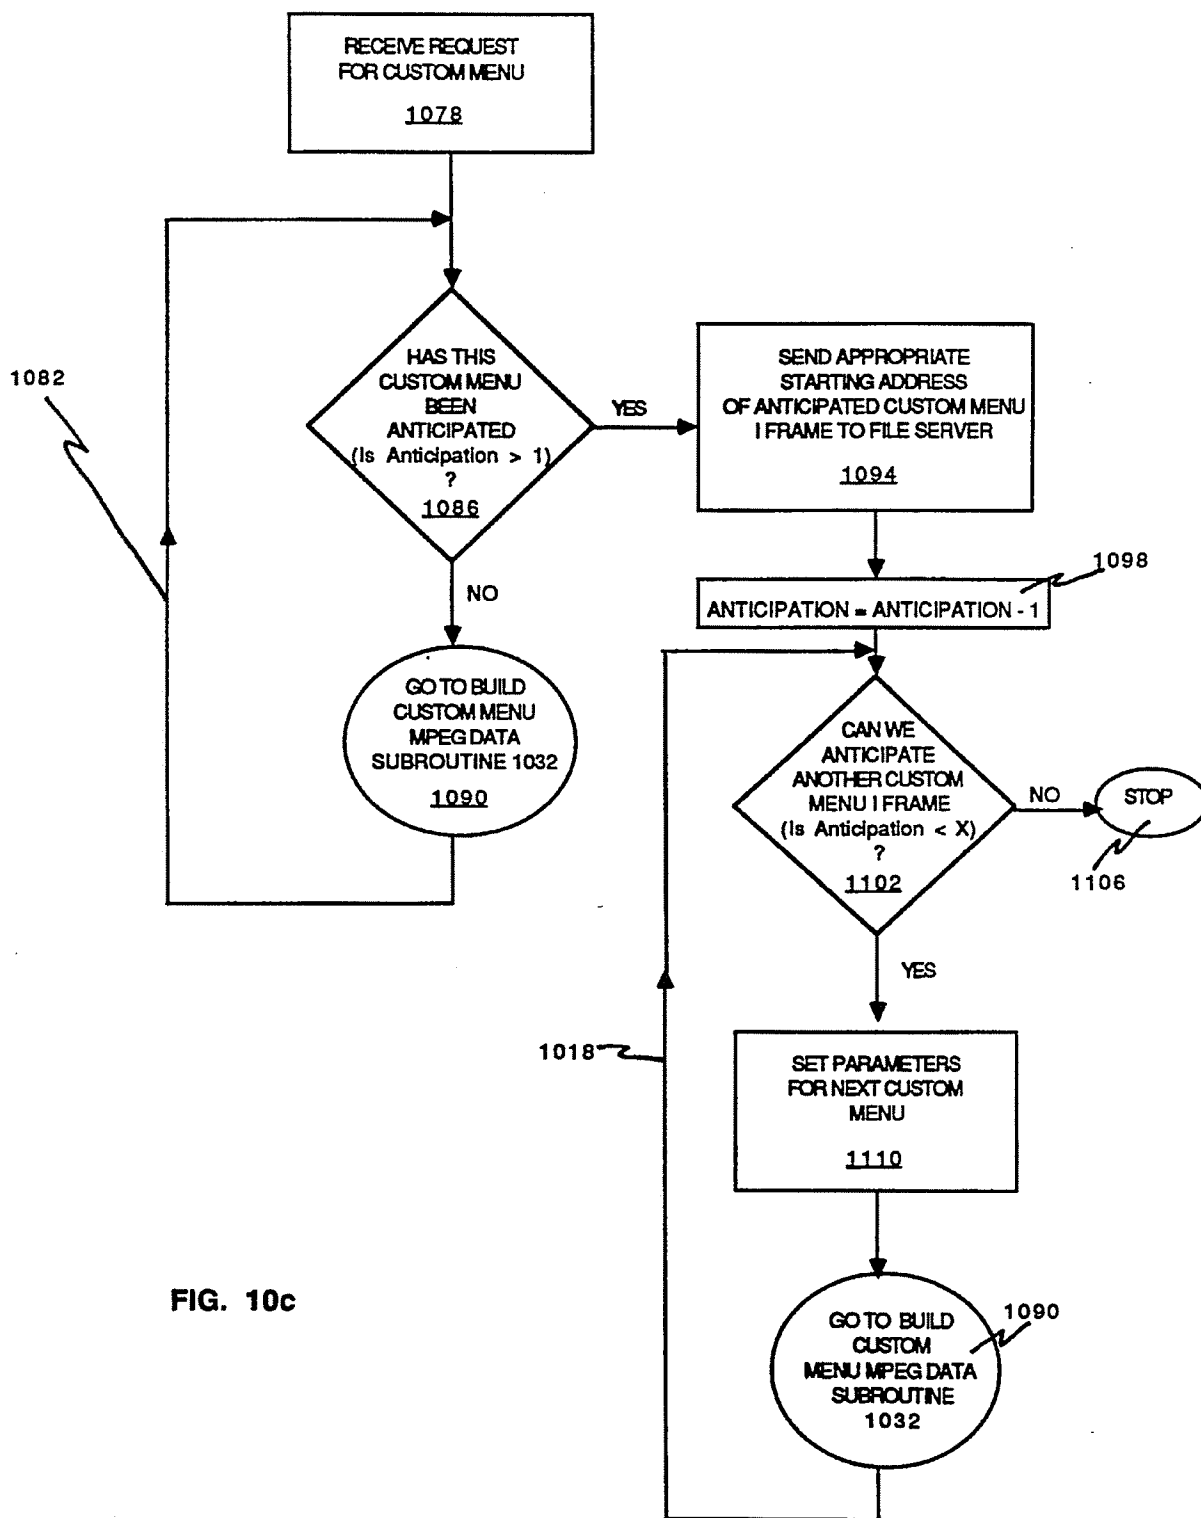 RECEIVE REQUEST
FOR CUSTOM MENU
1078
1082
HAS THIS
CUSTOM MENU
BEEN
ANTICIPATED
(Is Anticipation > 1)
?
1086
YES
NO
SEND APPROPRIATE
STARTING ADDRESS
OF ANTICIPATED CUSTOM MENU
I FRAME TO FILE SERVER
1094
1098
ANTICIPATION = ANTICIPATION - 1
GO TO BUILD
CUSTOM MENU
MPEG DATA
SUBROUTINE 1032
1090
CAN WE
ANTICIPATE
ANOTHER CUSTOM
MENU I FRAME
(Is Anticipation < X)
?
1102
NO
STOP
1106
YES
1018
SET PARAMETERS
FOR NEXT CUSTOM
MENU
1110
GO TO BUILD
CUSTOM
MENU MPEG DATA
SUBROUTINE
1032
1090
FIG. 10c